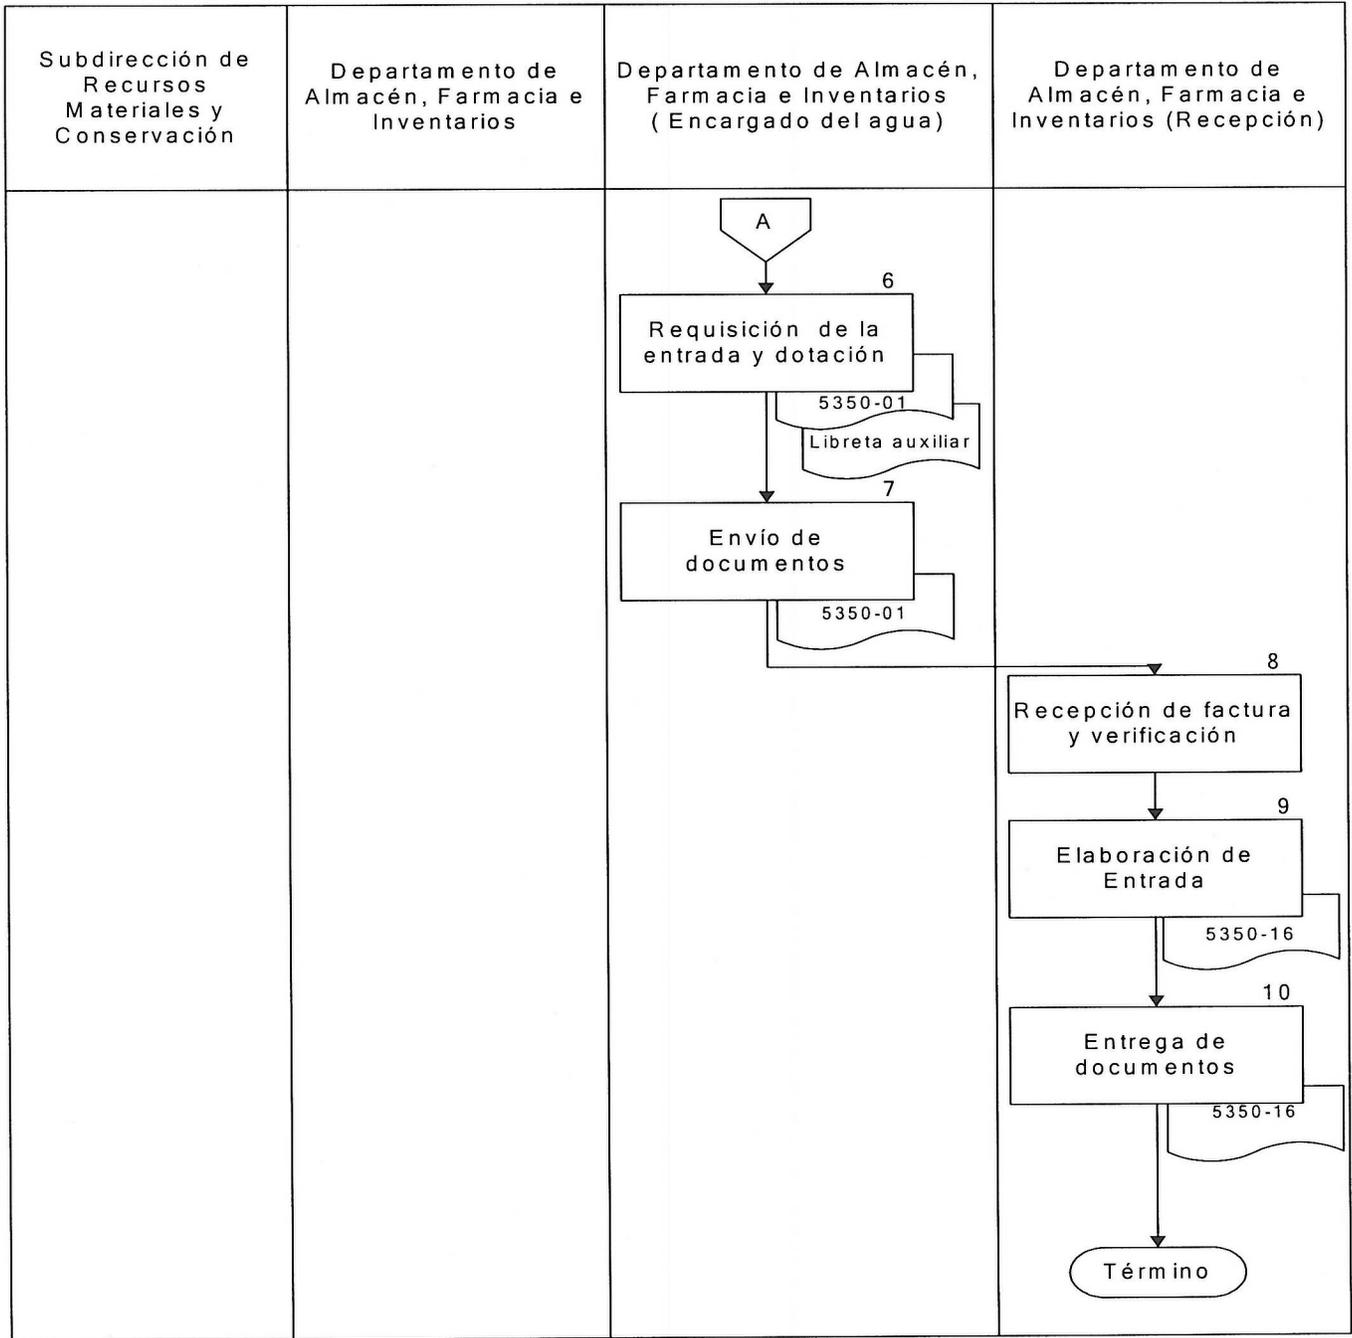 Subdirección de
Recursos
Materiales y
Conservación
Departamento de
Almacén, Farmacia e
Inventarios
Departamento de Almacén,
Farmacia e Inventarios
( Encargado del agua)
Departamento de
Almacén, Farmacia e
Inventarios (Recepción)
A
6
Requisición de la
entrada y dotación
5350-01
Libreta auxiliar
7
Envío de
documentos
5350-01
8
Recepción de factura
y verificación
9
Elaboración de
Entrada
5350-16
10
Entrega de
documentos
5350-16
Término